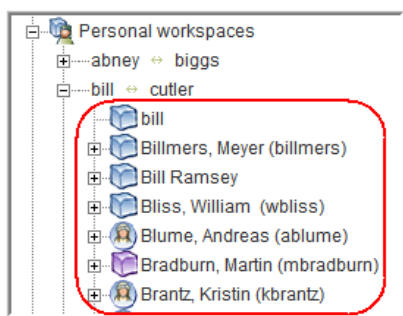 Personal workspaces
abney ↔ biggs
bill ↔ cutler
bill
Billmers, Meyer (billmers)
Bill Ramsey
Bliss, William (wbliss)
Blume, Andreas (ablume)
Bradburn, Martin (mbradburn)
Brantz, Kristin (kbrantz)